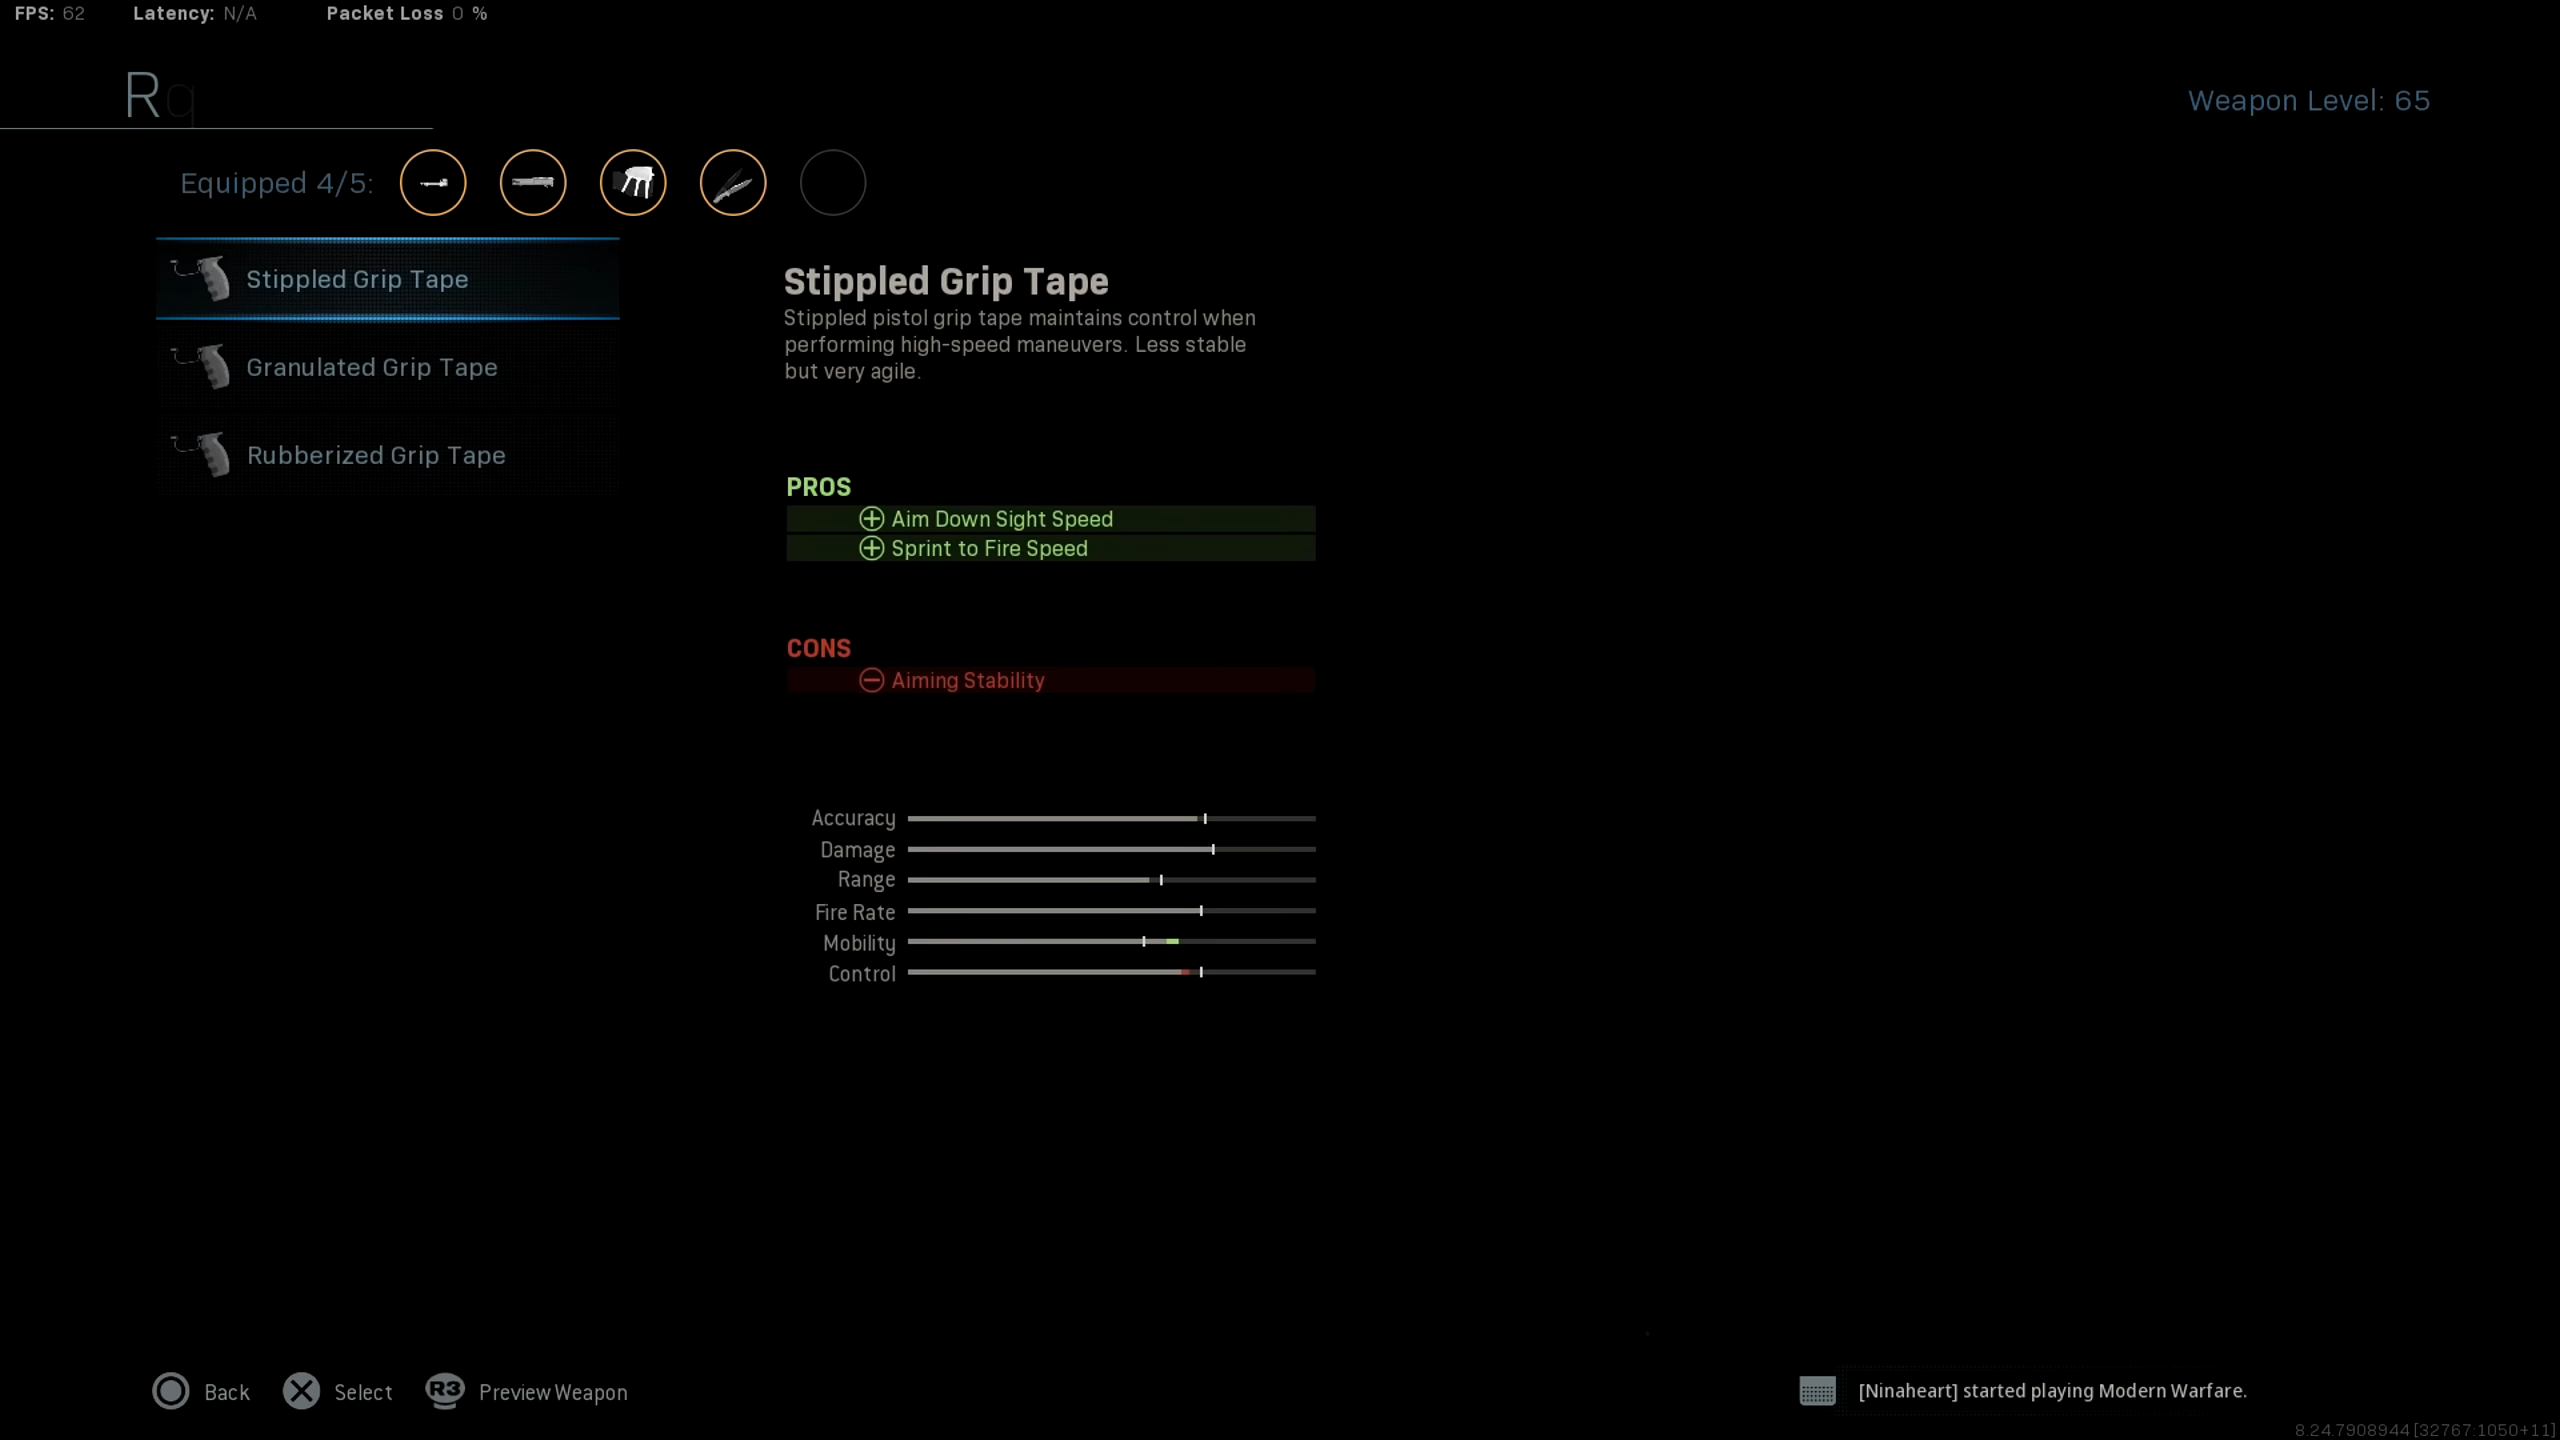 FPS: 62 Latency: N/A Packet Loss 0 %
R
Weapon Level: 65
Equipped 4/5:
Stippled Grip Tape
Granulated Grip Tape
Rubberized Grip Tape
Stippled Grip Tape
Stippled pistol grip tape maintains control when
performing high-speed maneuvers. Less stable
but very agile.
PROS
Aim Down Sight Speed
Sprint to Fire Speed
CONS
Aiming Stability
Accuracy
Damage
Range
Fire Rate
Mobility
Control
Back
Select
R3 Preview Weapon
[Ninaheart] started playing Modern Warfare.
8.24.7908944[32767:1050+11]